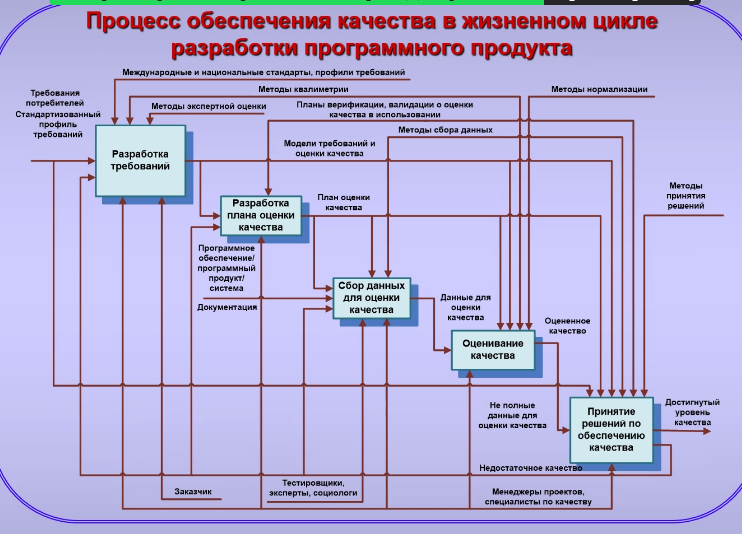 Процесс обеспечения качества в жизненном цикле
разработки программного продукта
Международные и национальные стандарты, профили требований
Методы квалиметрии
Методы нормализации
Требования
потребителей
Стандартизованный
профиль
требований
Методы экспертной оценки
Планы верификации, валидации о оценки
качества в использовании
Методы сбора данных
Разработка
требований
Модели требований и
оценки качества
Методы
принятия
решений
Разработка
плана оценки
качества
План оценки
качества
Программное
обеспечение/
программный
продукт/
система
Документация
Сбор данных
для оценки
качества
Данные для
оценки
качества
Оцененное
качество
Оценивание
качества
Не полные
данные для
оценки качества
Принятие
решений по
обеспечению
качества
Достигнутый
уровень
качества
Недостаточное качество
Заказчик
Тестировщики,
эксперты, социологи
Менеджеры проектов,
специалисты по качеству